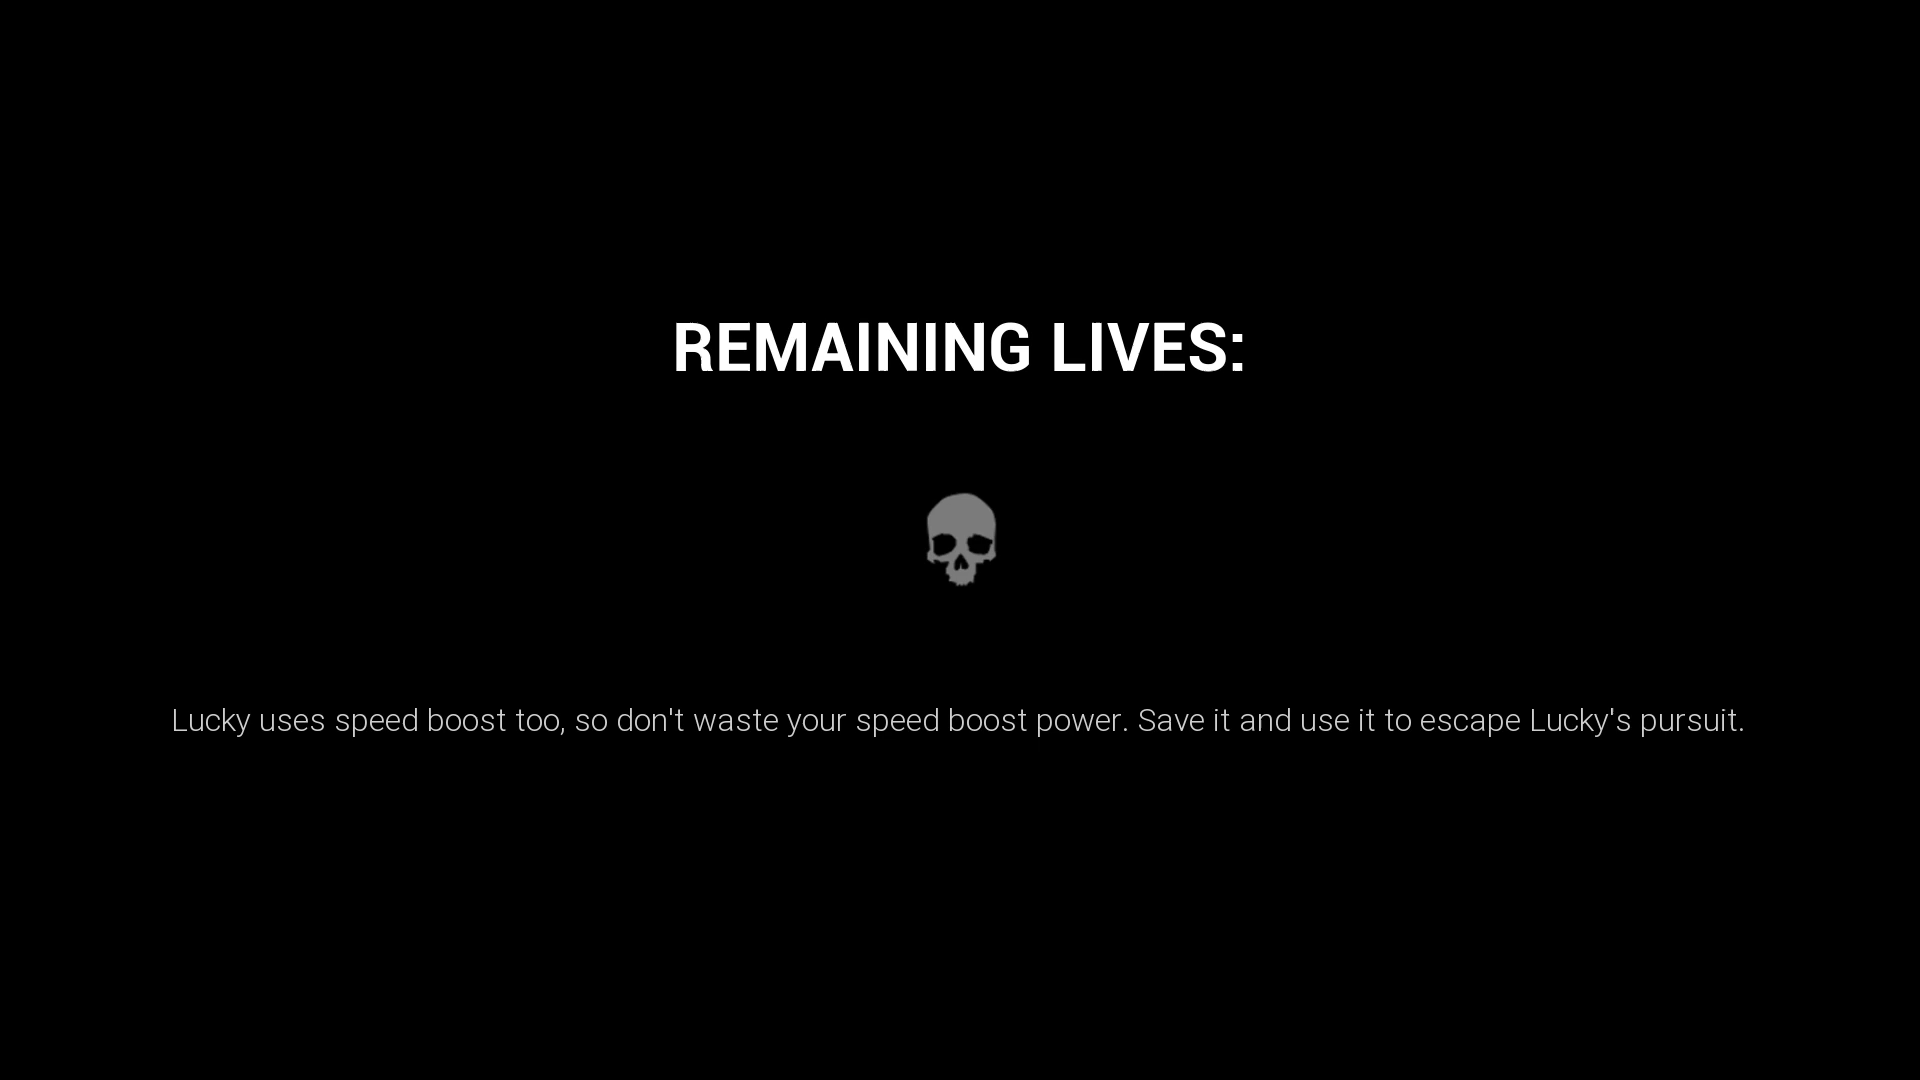 REMAINING LIVES:
Lucky uses speed boost too, so don't waste your speed boost power. Save it and use it to escape Lucky's pursuit.